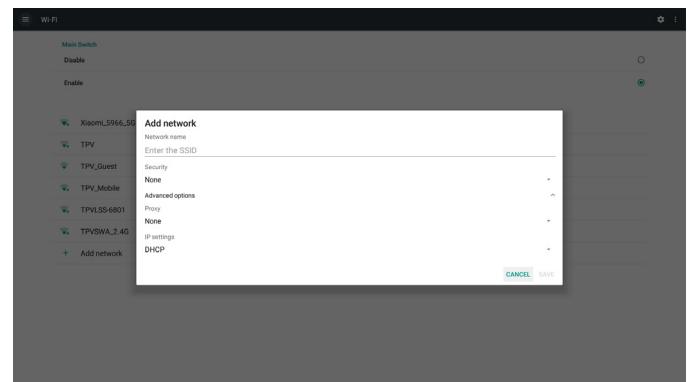 Wi-Fi
Main Switch
Disable
Enable
Xiaomi_5966_5G
TPV
TPV_Guest
TPV_Mobile
TPVLSS-6801
TPVSWA_2.4G
Add network
Add network
Network name
Enter the SSID
Security
None
Advanced options
Proxy
None
IP settings
DHCP
CANCEL SAVE